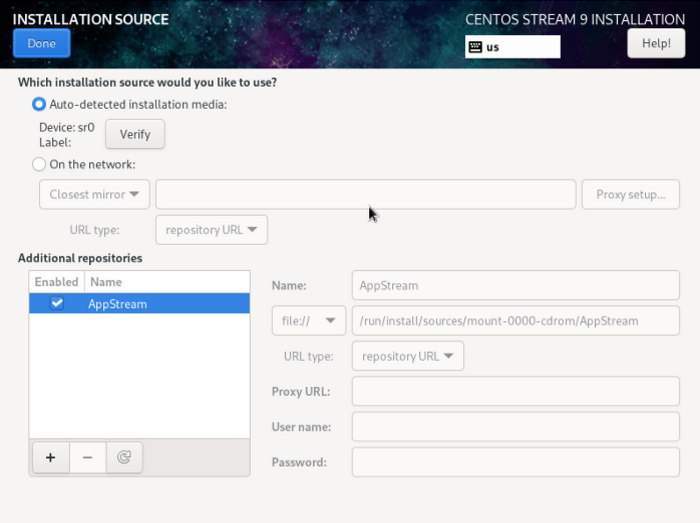 INSTALLATION SOURCE
CENTOS STREAM 9 INSTALLATION
Done
us
Help!
Which installation source would you like to use?
Auto-detected installation media:
Device: sr0
Label:
Verify
On the network:
Closest mirror
Proxy setup...
URL type:
repository URL
Additional repositories
Enabled Name
AppStream
Name:
AppStream
file://
/run/install/sources/mount-0000-cdrom/AppStream
URL type:
repository URL
Proxy URL:
User name:
Password: